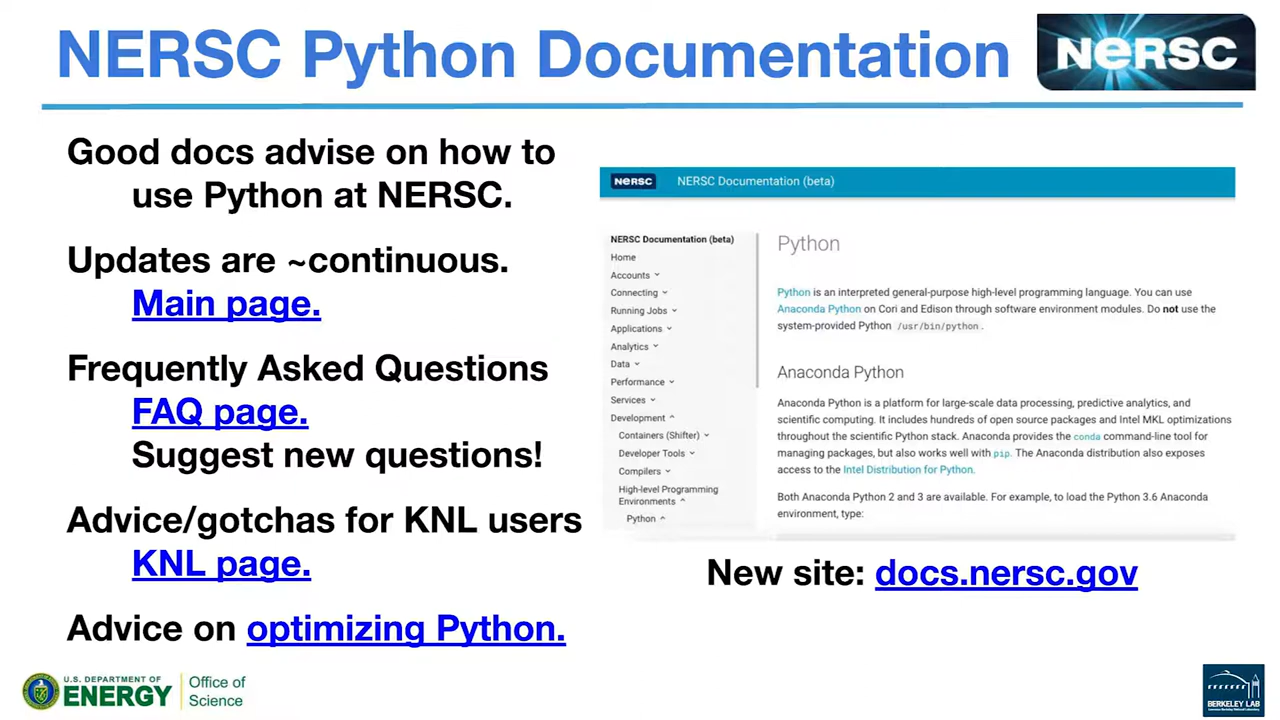 NERSC Python Documentation
NERSC
Good docs advise on how to
use Python at NERSC.
Updates are ~continuous.
Main page.
Frequently Asked Questions
FAQ page.
Suggest new questions!
Advice/gotchas for KNL users
KNL page.
Advice on optimizing Python.
NERSC NERSC Documentation (beta)
NERSC Documentation (beta)
Home
Accounts
Connecting
Running Jobs
Applications
Analytics
Data
Performance
Services
Development
Containers (Shifter)
Developer Tools
Compilers
High-level Programming
Environments
Python
Python
Python is an interpreted general-purpose high-level programming language. You can use
Anaconda Python on Cori and Edison through software environment modules. Do not use the
system-provided Python /usr/bin/python.
Anaconda Python
Anaconda Python is a platform for large-scale data processing, predictive analytics, and
scientific computing. It includes hundreds of open source packages and Intel MKL optimizations
throughout the scientific Python stack. Anaconda provides the conda command-line tool for
managing packages, but also works well with pip. The Anaconda distribution also exposes
access to the Intel Distribution for Python.
Both Anaconda Python 2 and 3 are available. For example, to load the Python 3.6 Anaconda
environment, type:
New site: docs.nersc.gov
U.S. DEPARTMENT OF
ENERGY
Office of
Science
BERKELEY LAB